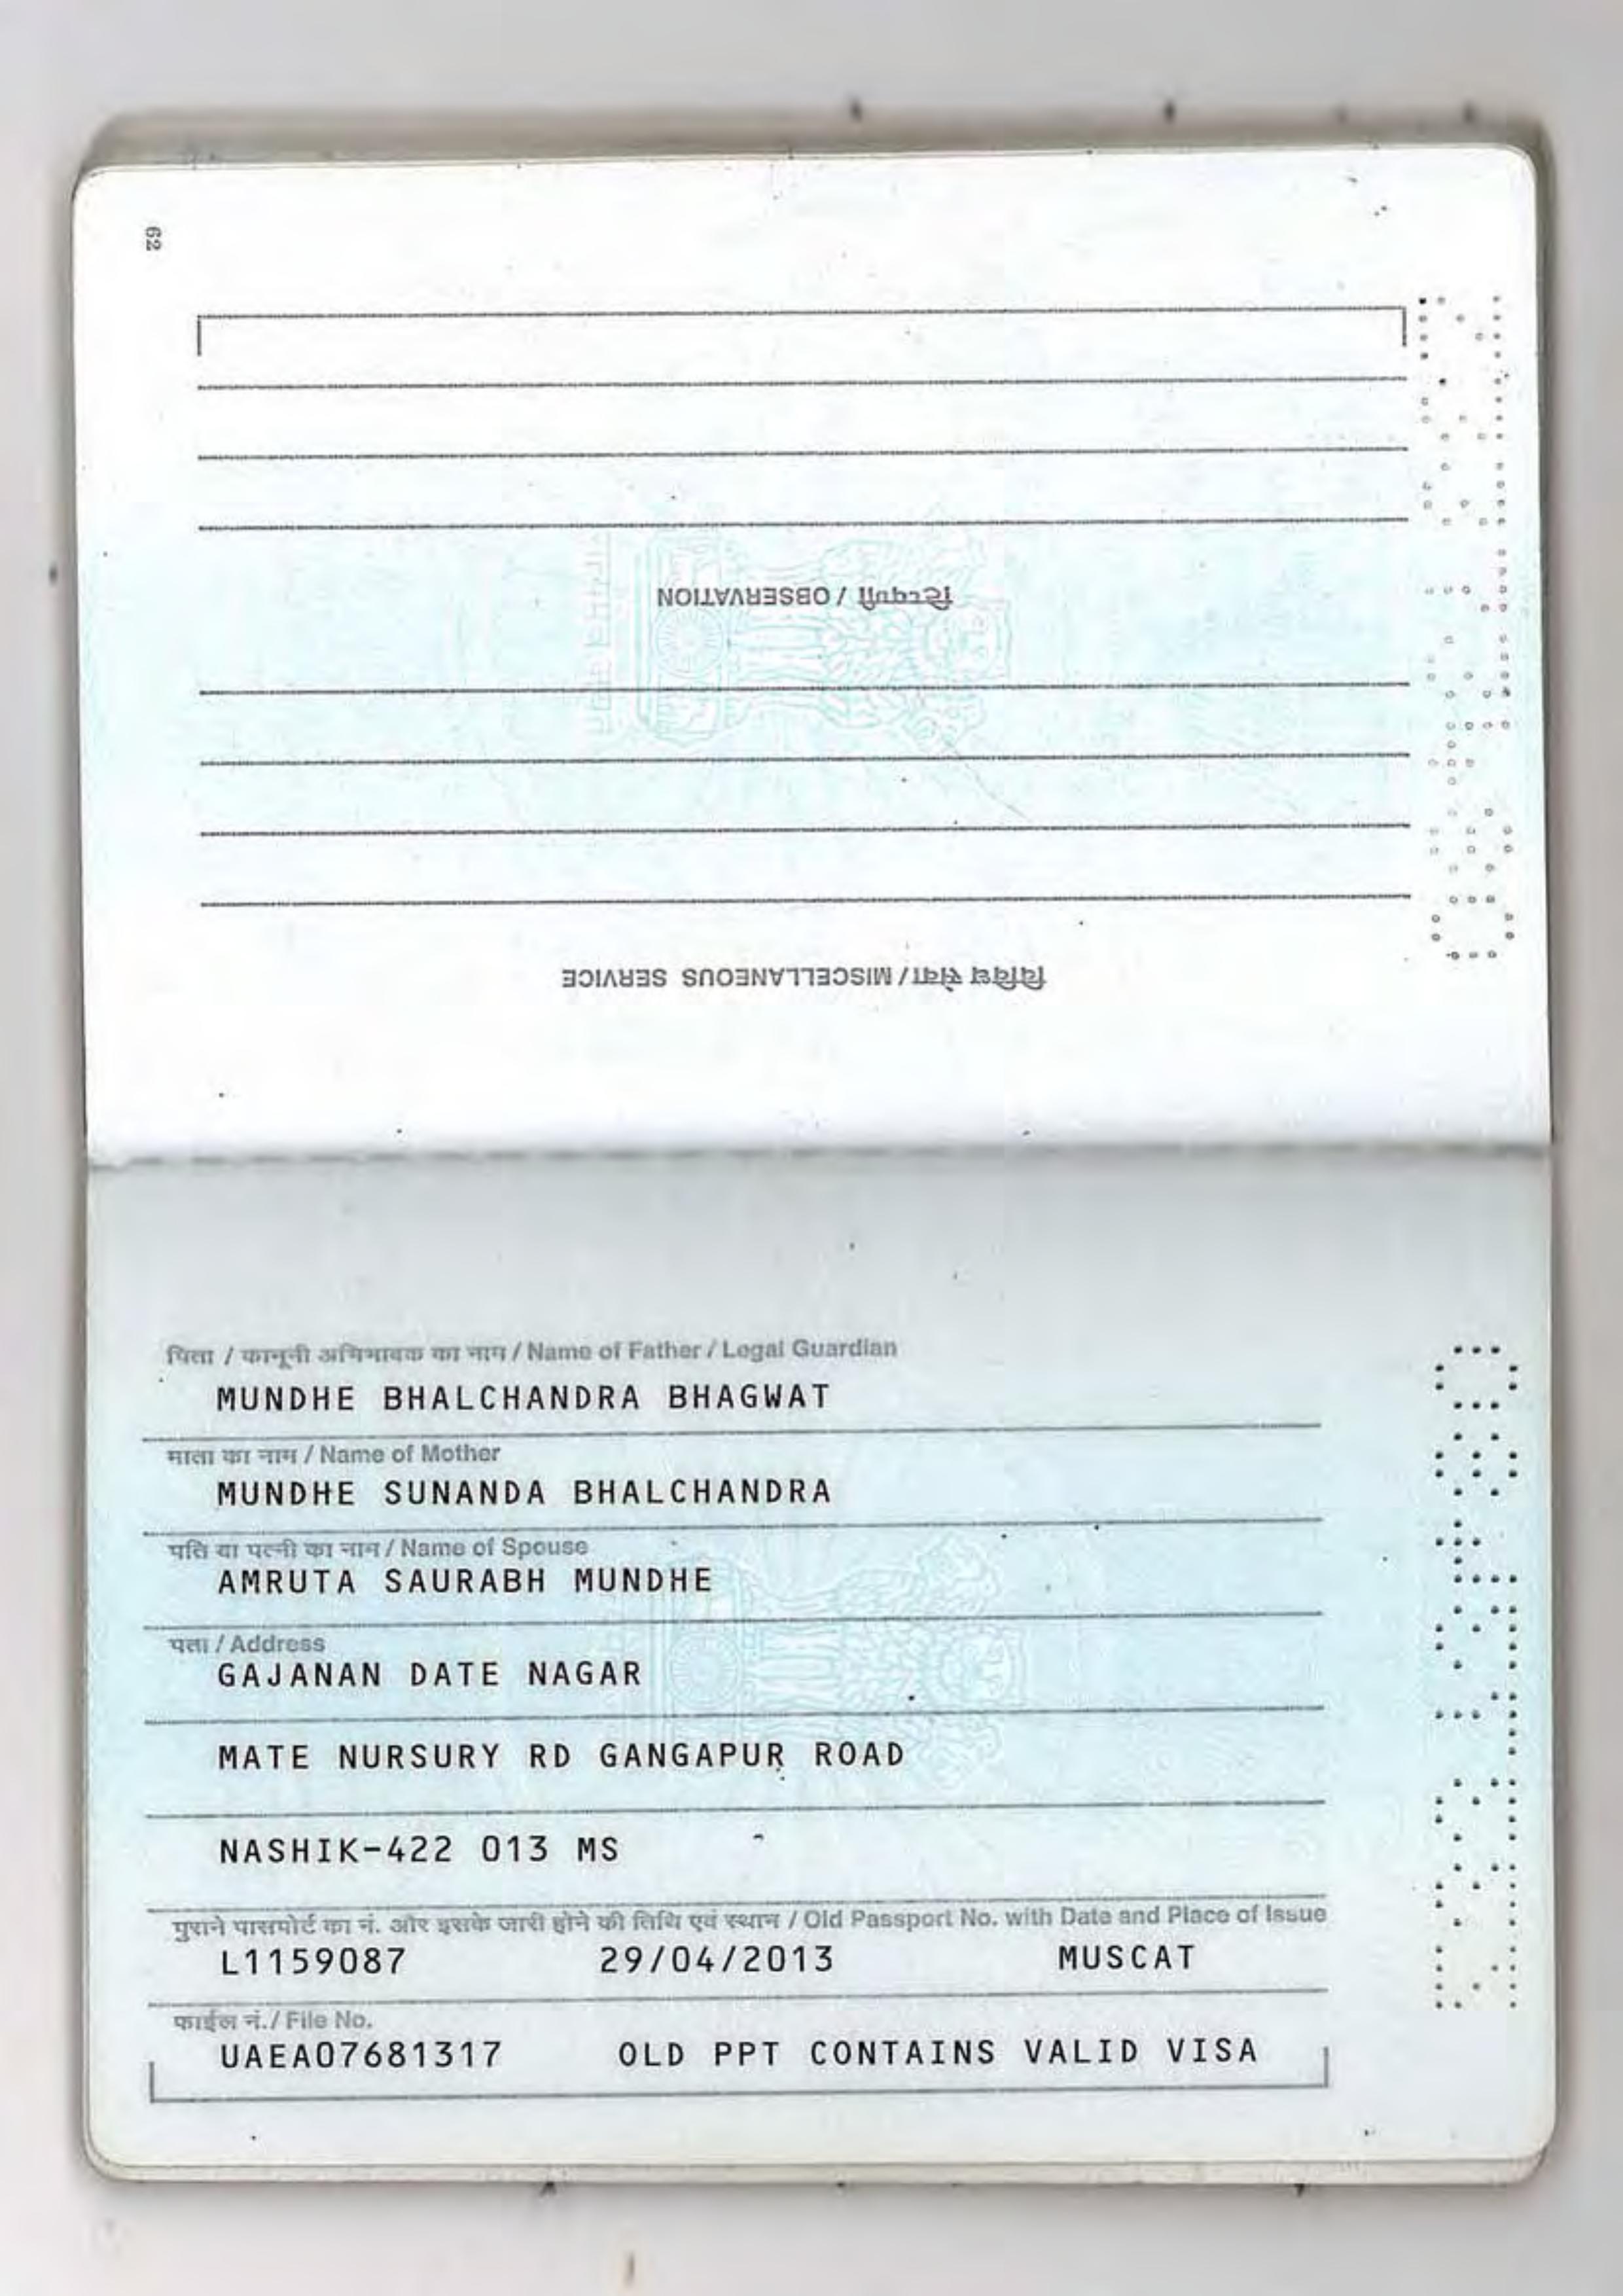 62
टिप्पणी / OBSERVATION
विविध सेवा / MISCELLANEOUS SERVICE
पिता / कानूनी अभिभावक का नाम / Name of Father / Legal Guardian
MUNDHE BHALCHANDRA BHAGWAT
माता का नाम / Name of Mother
MUNDHE SUNANDA BHALCHANDRA
पति या पत्नी का नाम / Name of Spouse
AMRUTA SAURABH MUNDHE
पता / Address
GAJANAN DATE NAGAR
MATE NURSURY RD GANGAPUR ROAD
NASHIK-422 013 MS
पुराने पासपोर्ट का नं. और इसके जारी होने की तिथि एवं स्थान / Old Passport No. with Date and Place of Issue
L1159087 29/04/2013 MUSCAT
फाईल नं. / File No.
UAEA07681317 OLD PPT CONTAINS VALID VISA